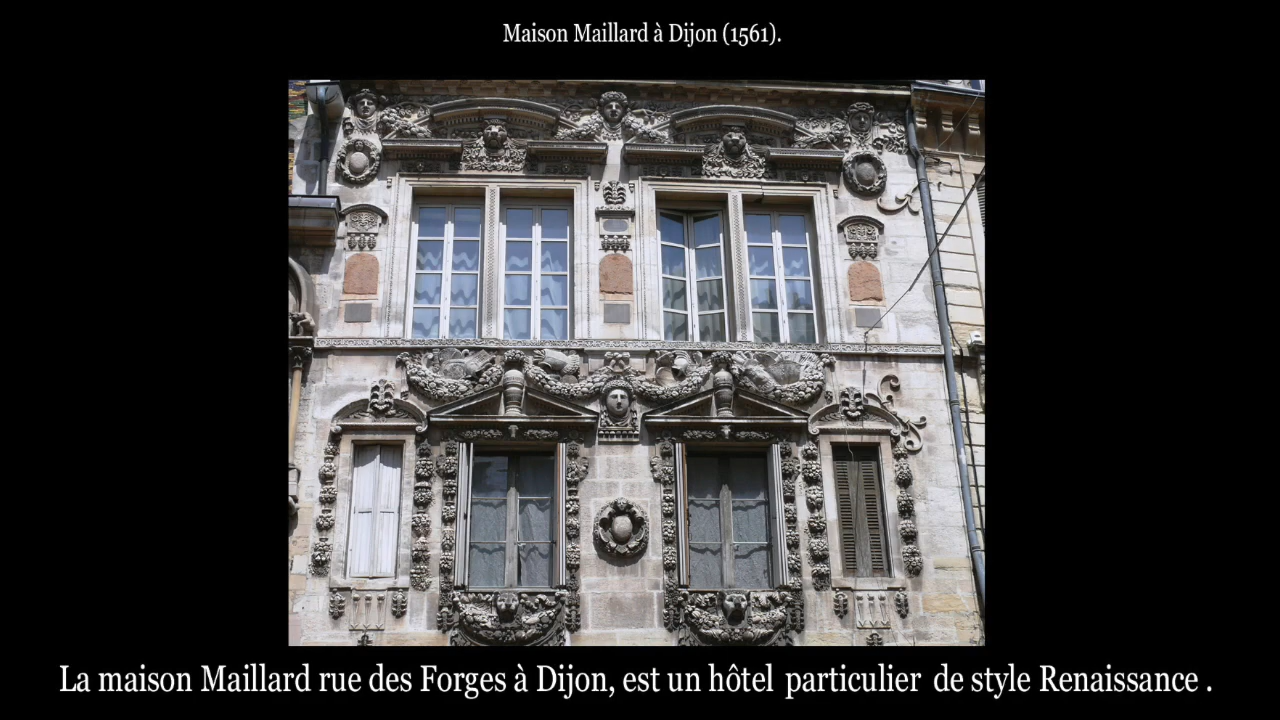 Maison Maillard à Dijon (1561).
La maison Maillard rue des Forges à Dijon, est un hôtel particulier de style Renaissance .